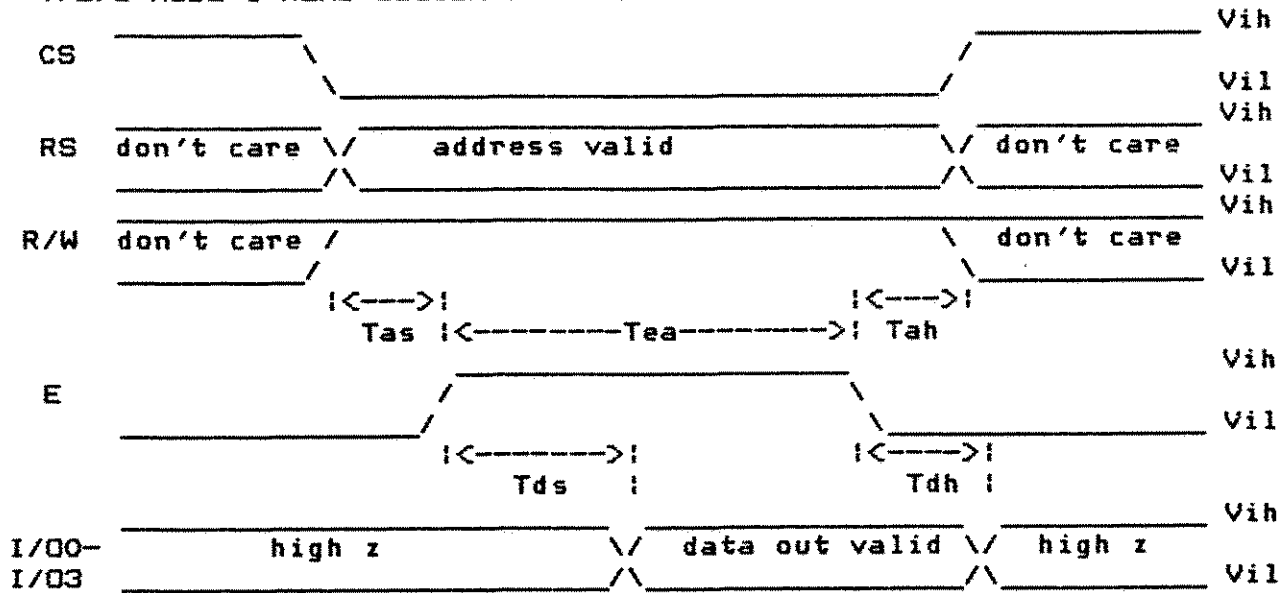 Vih
CS
Vil
Vih
RS don't care address valid don't care
Vil
Vih
R/W don't care don't care
Vil
|<---->| |<---->|
Tas |<---------Tea--------->| Tah
Vih
E
Vil
|<-------->| |<----->|
Tds | Tdh |
Vih
I/O0- high z data out valid high z
I/O3 Vil